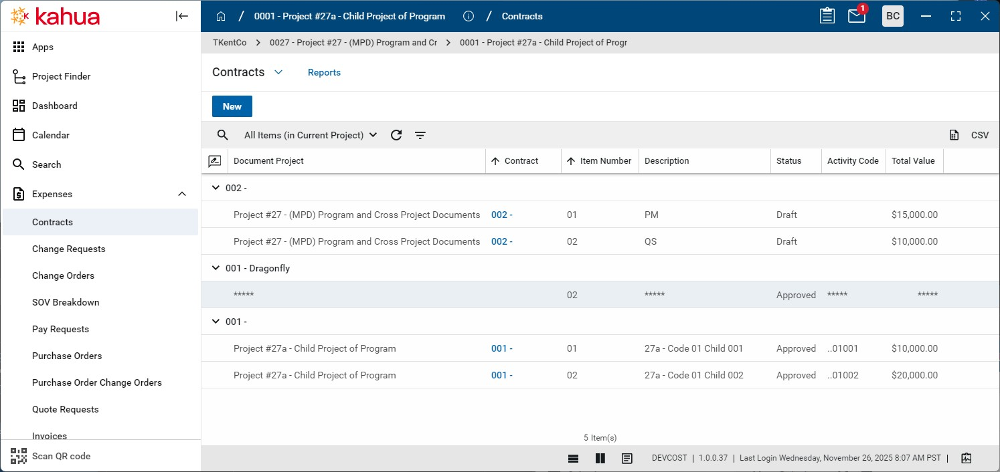 kahua
0001 - Project #27a - Child Project of Program / Contracts 1 BC
TKentCo > 0027 - Project #27 - (MPD) Program and Cr > 0001 - Project #27a - Child Project of Progr
Apps
Project Finder
Dashboard
Calendar
Search
Expenses
Contracts
Change Requests
Change Orders
SOV Breakdown
Pay Requests
Purchase Orders
Purchase Order Change Orders
Quote Requests
Invoices
Scan QR code
Contracts Reports
New
All Items (in Current Project) CSV
Document Project Contract Item Number Description Status Activity Code Total Value
002 -
Project #27 - (MPD) Program and Cross Project Documents 002 - 01 PM Draft $15,000.00
Project #27 - (MPD) Program and Cross Project Documents 002 - 02 QS Draft $10,000.00
001 - Dragonfly
***** 02 ***** Approved ***** *****
001 -
Project #27a - Child Project of Program 001 - 01 27a - Code 01 Child 001 Approved ..01001 $10,000.00
Project #27a - Child Project of Program 001 - 02 27a - Code 01 Child 002 Approved ..01002 $20,000.00
5 Item(s)
DEVCOST | 1.0.0.37 | Last Login Wednesday, November 26, 2025 8:07 AM PST |